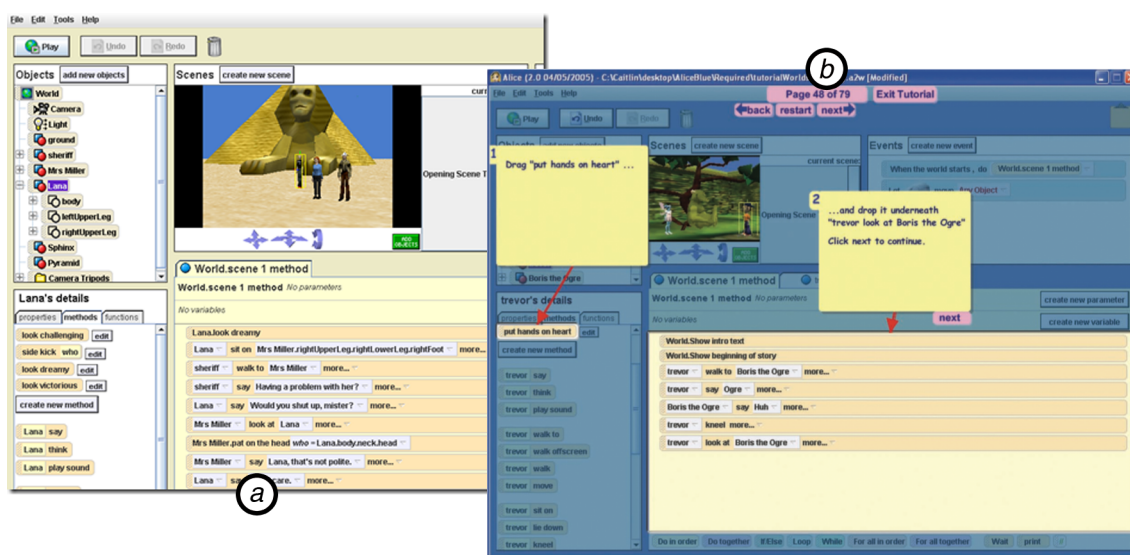 File Edit Tools Help
Play Undo Redo
Objects add new objects
World
Camera
Light
ground
sheriff
Mrs Miller
Lana
body
leftUpperLeg
rightUpperLeg
Sphinx
Pyramid
Camera Tripods
Scenes create new scene
Opening Scene T
ADD OBJECTS
Lana's details
properties methods functions
look challenging edit
side kick who edit
look dreamy edit
look victorious edit
create new method
Lana say
Lana think
Lana play sound
World.scene 1 method
World.scene 1 method No parameters
No variables
Lana.look dreamy
Lana sit on Mrs Miller.rightUpperLeg.rightLowerLeg.rightFoot more...
sheriff walk to Mrs Miller more...
sheriff say Having a problem with her? more...
Lana say Would you shut up, mister? more...
Mrs Miller look at Lana more...
Mrs Miller.pat on the head who = Lana.body.neck.head
Mrs Miller say Lana, that's not polite. more...
Lana care. more...
a
b
Alice (2.0 04/05/2005) - C:\Caitlin\desktop\AliceBlue\Required\tutorialWorld a2w [Modified]
File Edit Tools Help
Page 48 of 79 Exit Tutorial
back restart next
Play Undo Redo
1
Drag "put hands on heart" ...
Scenes create new scene
current scene:
Opening Scene
Events create new event
When the world starts, do World.scene 1 method
Let move Any Object
2
...and drop it underneath
"trevor look at Boris the Ogre"
Click next to continue.
next
Boris the Ogre
trevor's details
properties methods functions
put hands on heart edit
create new method
trevor say
trevor think
trevor play sound
trevor walk to
trevor walk offscreen
trevor walk
trevor move
trevor sit on
trevor lie down
trevor kneel
World.scene 1 method
World.scene 1 method No parameters
create new parameter
No variables
create new variable
World.Show intro text
World.Show beginning of story
trevor walk to Boris the Ogre more...
trevor say Ogre more...
Boris the Ogre say Huh more...
trevor kneel more...
trevor look at Boris the Ogre more...
Do in order Do together If/Else Loop While For all in order For all together Wait print